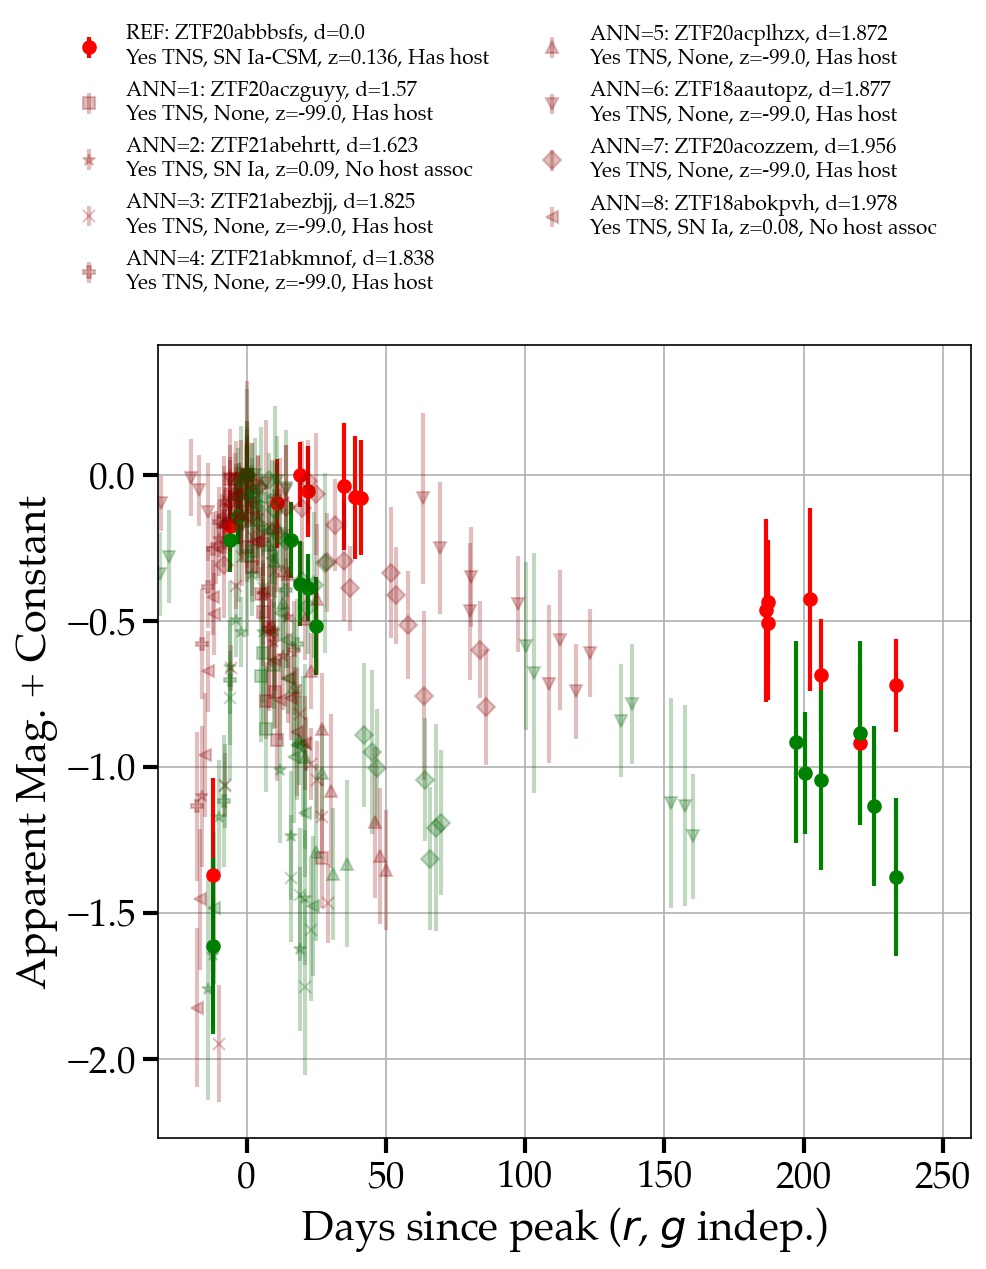 REF: ZTF20abbbsfs, d=0.0
Yes TNS, SN Ia-CSM, z=0.136, Has host
ANN=1: ZTF20aczguyy, d=1.57
Yes TNS, None, z=-99.0, Has host
ANN=2: ZTF21abehrtt, d=1.623
Yes TNS, SN Ia, z=0.09, No host assoc
ANN=3: ZTF21abezbjj, d=1.825
Yes TNS, None, z=-99.0, Has host
ANN=4: ZTF21abkmnof, d=1.838
Yes TNS, None, z=-99.0, Has host
ANN=5: ZTF20acplhzx, d=1.872
Yes TNS, None, z=-99.0, Has host
ANN=6: ZTF18aautopz, d=1.877
Yes TNS, None, z=-99.0, Has host
ANN=7: ZTF20acozzem, d=1.956
Yes TNS, None, z=-99.0, Has host
ANN=8: ZTF18abokpvh, d=1.978
Yes TNS, SN Ia, z=0.08, No host assoc
Apparent Mag. + Constant
0.0
−0.5
−1.0
−1.5
−2.0
0 50 100 150 200 250
Days since peak (r, g indep.)